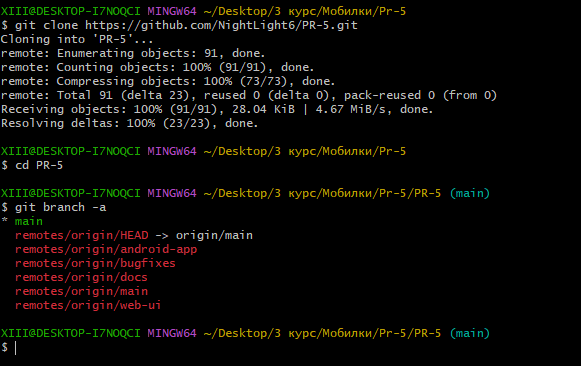 XIII@DESKTOP-I7NOQCI MINGW64 ~/Desktop/3 курс/Мобилки/Pr-5
$ git clone https://github.com/NightLight6/PR-5.git
Cloning into 'PR-5'...
remote: Enumerating objects: 91, done.
remote: Counting objects: 100% (91/91), done.
remote: Compressing objects: 100% (73/73), done.
remote: Total 91 (delta 23), reused 0 (delta 0), pack-reused 0 (from 0)
Receiving objects: 100% (91/91), 28.04 KiB | 4.67 MiB/s, done.
Resolving deltas: 100% (23/23), done.
XIII@DESKTOP-I7NOQCI MINGW64 ~/Desktop/3 курс/Мобилки/Pr-5
$ cd PR-5
XIII@DESKTOP-I7NOQCI MINGW64 ~/Desktop/3 курс/Мобилки/Pr-5/PR-5 (main)
$ git branch -a
* main
remotes/origin/HEAD -> origin/main
remotes/origin/android-app
remotes/origin/bugfixes
remotes/origin/docs
remotes/origin/main
remotes/origin/web-ui
XIII@DESKTOP-I7NOQCI MINGW64 ~/Desktop/3 курс/Мобилки/Pr-5/PR-5 (main)
$